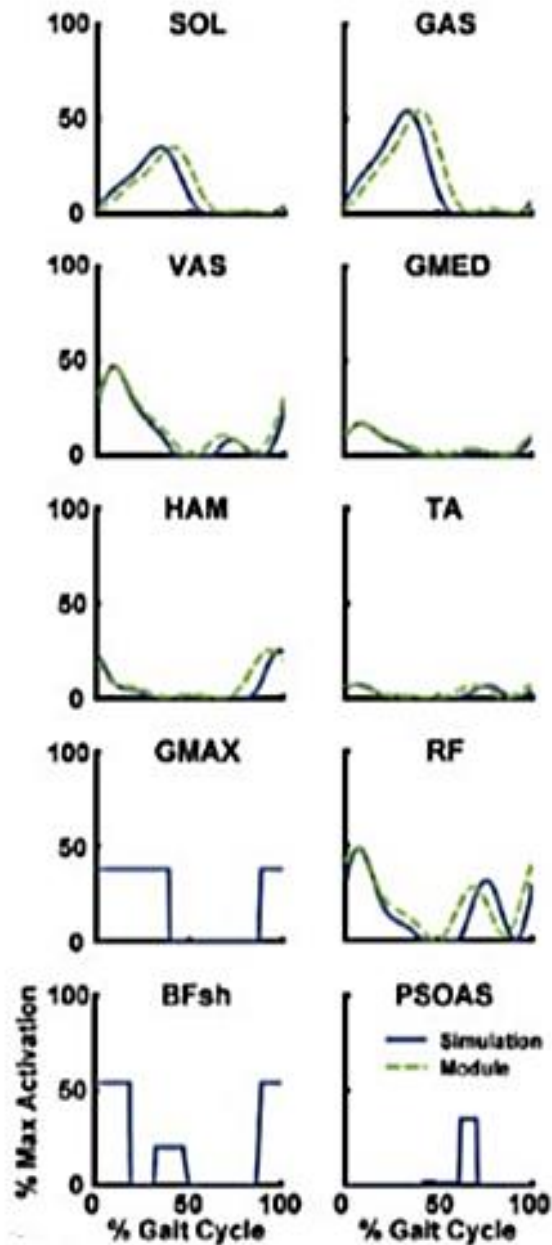 SOL GAS
100
50
0
VAS GMED
100
50
0
HAM TA
100
50
0
GMAX RF
100
50
0
BFsh PSOAS
100
50
0
% Max Activation
Simulation
Module
0 50 100 0 50 100
% Gait Cycle % Gait Cycle